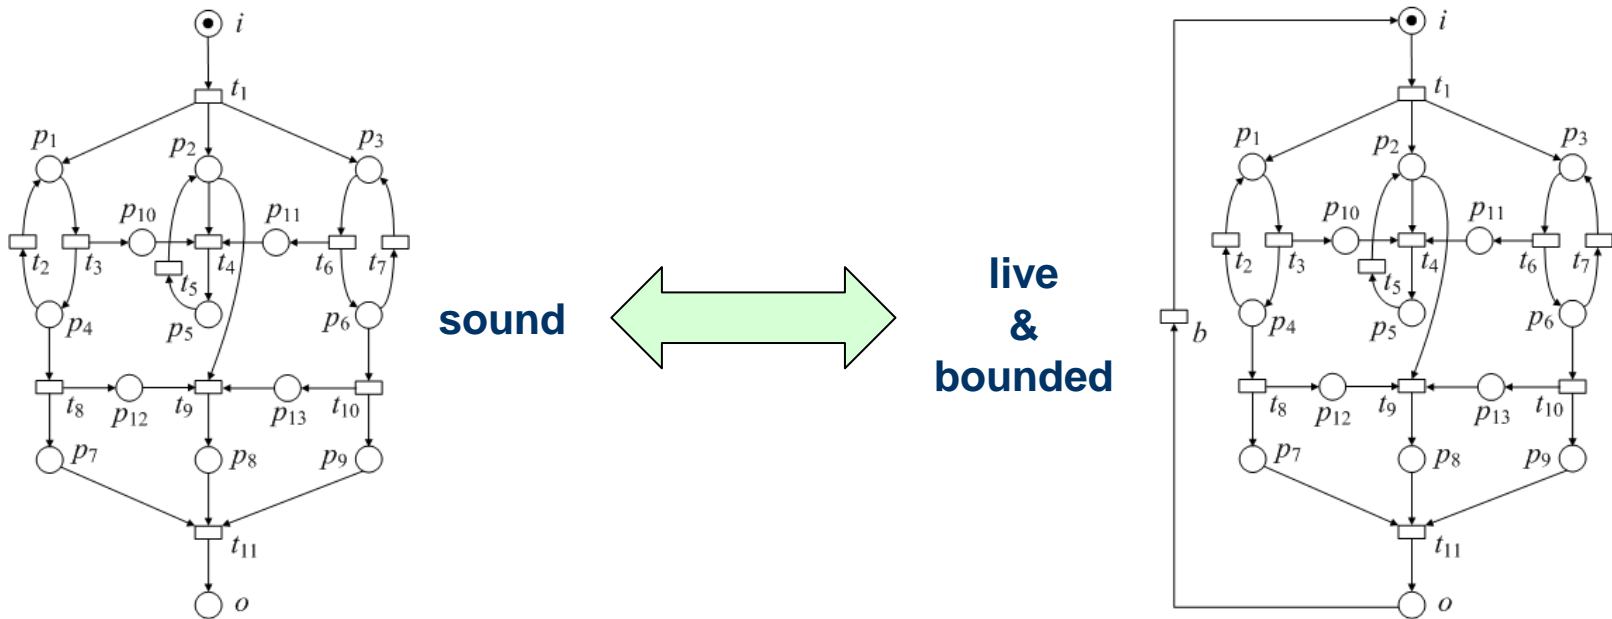 i
t1
p1
p2
p3
p10
p11
t2
t3
t4
t5
t6
t7
p4
p5
p6
t8
p12
t9
p13
t10
p7
p8
p9
t11
o
sound
live
&
bounded
i
t1
p1
p2
p3
p10
p11
t2
t3
t4
t5
t6
t7
b
p4
p5
p6
t8
p12
t9
p13
t10
p7
p8
p9
t11
o